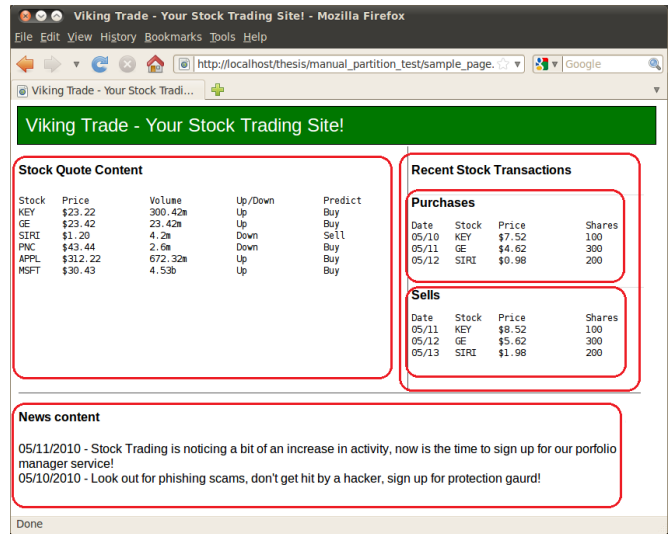 Viking Trade - Your Stock Trading Site! - Mozilla Firefox
File Edit View History Bookmarks Tools Help
http://localhost/thesis/manual_partition_test/sample_page. Google
Viking Trade - Your Stock Tradi...
Viking Trade - Your Stock Trading Site!
Stock Quote Content
Stock Price Volume Up/Down Predict
KEY $23.22 300.42m Up Buy
GE $23.42 23.42m Up Buy
SIRI $1.20 4.2m Down Sell
PNC $43.44 2.6m Down Buy
APPL $312.22 672.32m Up Buy
MSFT $30.43 4.53b Up Buy
Recent Stock Transactions
Purchases
Date Stock Price Shares
05/10 KEY $7.52 100
05/11 GE $4.62 300
05/12 SIRI $0.98 200
Sells
Date Stock Price Shares
05/11 KEY $8.52 100
05/12 GE $5.62 300
05/13 SIRI $1.98 200
News content
05/11/2010 - Stock Trading is noticing a bit of an increase in activity, now is the time to sign up for our porfolio
manager service!
05/10/2010 - Look out for phishing scams, don't get hit by a hacker, sign up for protection gaurd!
Done